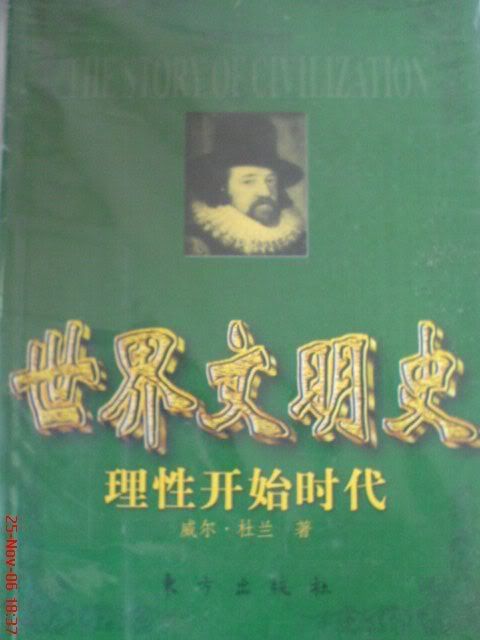 THE STORY OF CIVILIZATION
世界文明史
理性开始时代
威尔·杜兰 著
东方出版社
25-Nov-06 18:37